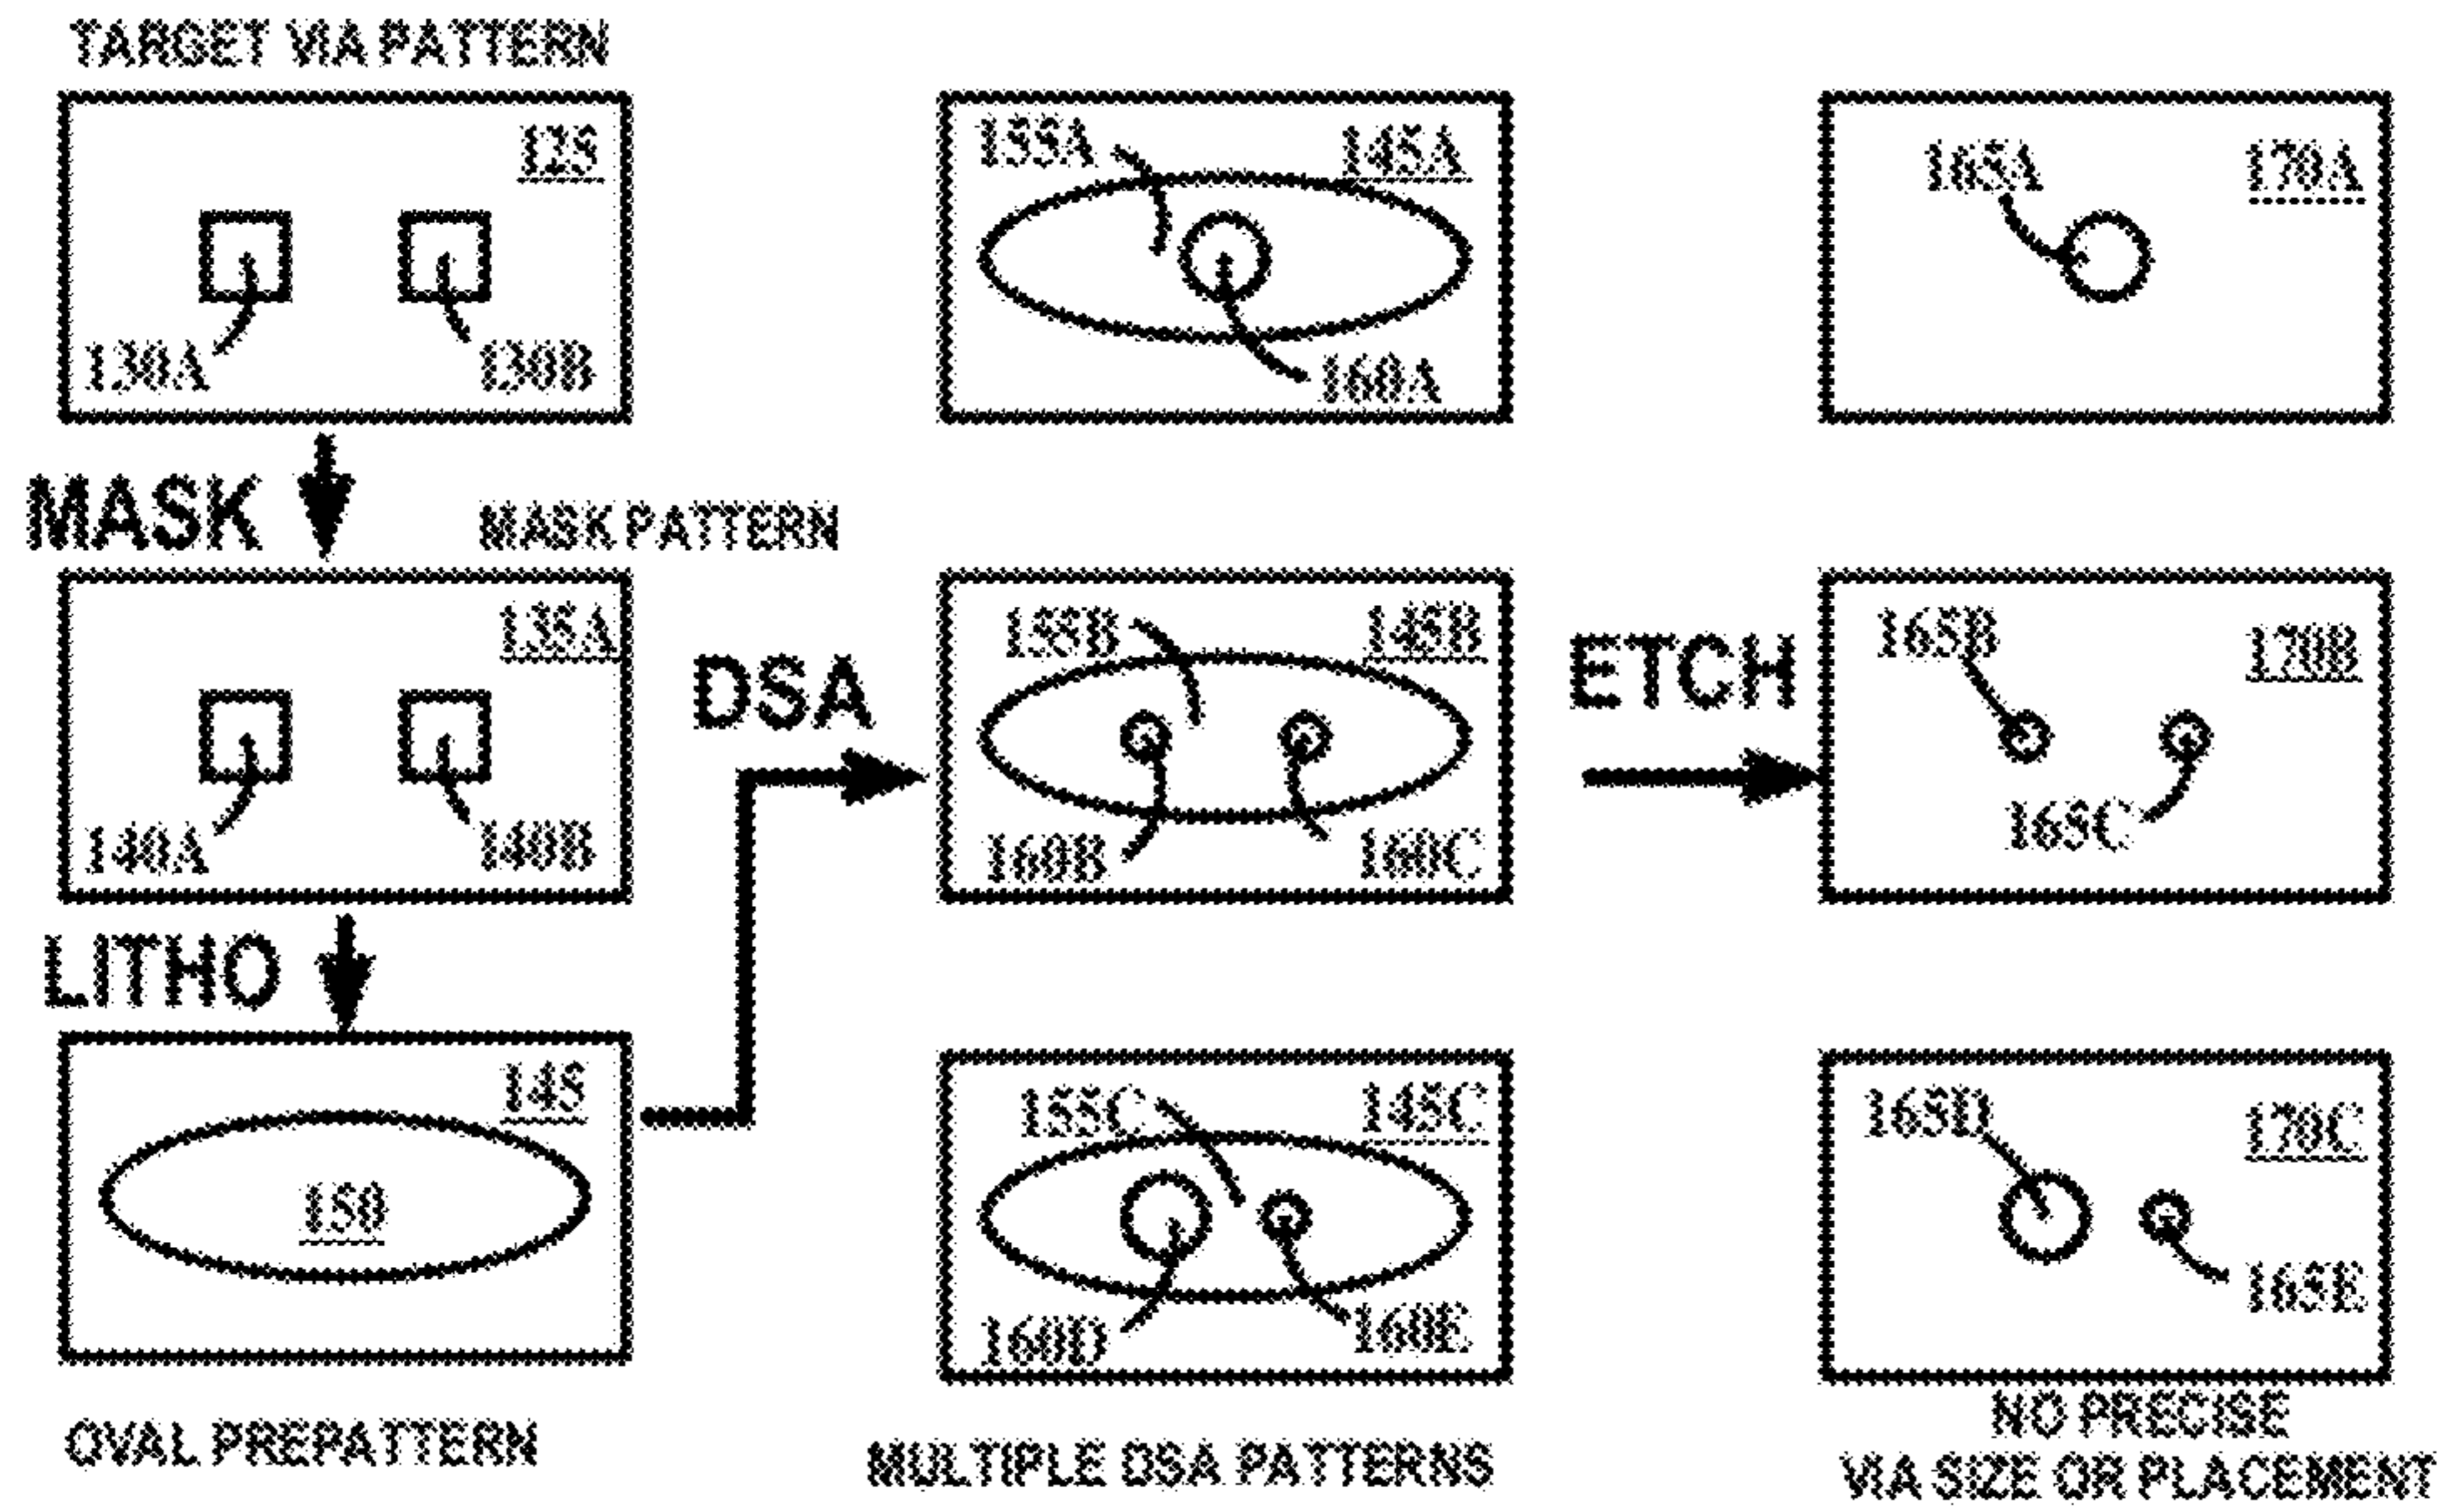 TARGET VIA PATTERN
125
130A
130B
MASK
MASK PATTERN
135A
140A
140B
LITHO
145
150
OVAL PREPATTERN
DSA
155A
145A
160A
155B
145B
160B
160C
155C
145C
160D
160E
MULTIPLE DSA PATTERNS
ETCH
165A
170A
165B
170B
165C
165D
170C
165E
NO PRECISE
VIA SIZE OR PLACEMENT